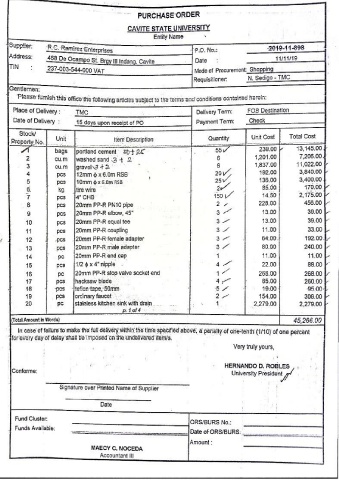 PURCHASE ORDER
CAVITE STATE UNIVERSITY
Entity Name
Supplier: R.C. Ramirez Enterprises P.O. No.: 2019-11-898
Address: 458 De Ocampo St. Brgy III Indang, Cavite Date : 11/11/19
TIN : 237-003-544-000 VAT Mode of Procurement: Shopping
Requisitioner: N. Sedigo - TMC
Gentlemen:
Please furnish this office the following articles subject to the terms and conditions contained herein:
Place of Delivery : TMC Delivery Term: FOB Destination
Date of Delivery : 15 days upon receipt of PO Payment Term: Check
Stock/ Property No. Unit Item Description Quantity Unit Cost Total Cost
1 bags portland cement 239.00 13,145.00
2 cu.m washed sand 6 1,201.00 7,206.00
3 cu.m gravel 6 1,837.00 11,022.00
4 pcs 12mm φ x 6.0m RSB 20 192.00 3,840.00
5 pcs 10mm φ x 6.0m RSB 25 135.00
6 kg tire wire 2 85.00 170.00
7 pcs 4" CHB 150 14.50 2,175.00
8 pcs 20mm PP-R PN10 pipe 2 228.00 456.00
9 pcs 20mm PP-R elbow, 45° 3 13.00 39.00
10 pcs 20mm PP-R equal tee 3 13.00 39.00
11 pcs 20mm PP-R coupling 3 11.00 33.00
12 pcs 20mm PP-R female adapter 3 64.00 192.00
13 pcs 20mm PP-R male adapter 3 80.00 240.00
14 pc 20mm PP-R end cap 1 11.00 11.00
15 pcs 1/2 φ x 4" nipple 4 22.00 88.00
16 pc 20mm PP-R stop valve socket end 1 268.00 268.00
17 pcs hacksaw blade 4 85.00
18 pcs teflon tape, 50mm 5 19.00 95.00
19 pcs ordinary faucet 2 154.00 308.00
20 pc stainless kitchen sink with drain 1 2,279.00 2,279.00
p. 1 of 4
(Total Amount in Words) 45,266.00
In case of failure to make the full delivery within the time specified above, a penalty of one-tenth (1/10) of one percent
for every day of delay shall be imposed on the undelivered item/s.
Very truly yours,
Conforme: HERNANDO D. ROBLES
University President
Signature over Printed Name of Supplier
Date
Fund Cluster: ORS/BURS No.:
Funds Available: Date of ORS/BURS:
Amount :
MAECY C. NOCEDA
Accountant III